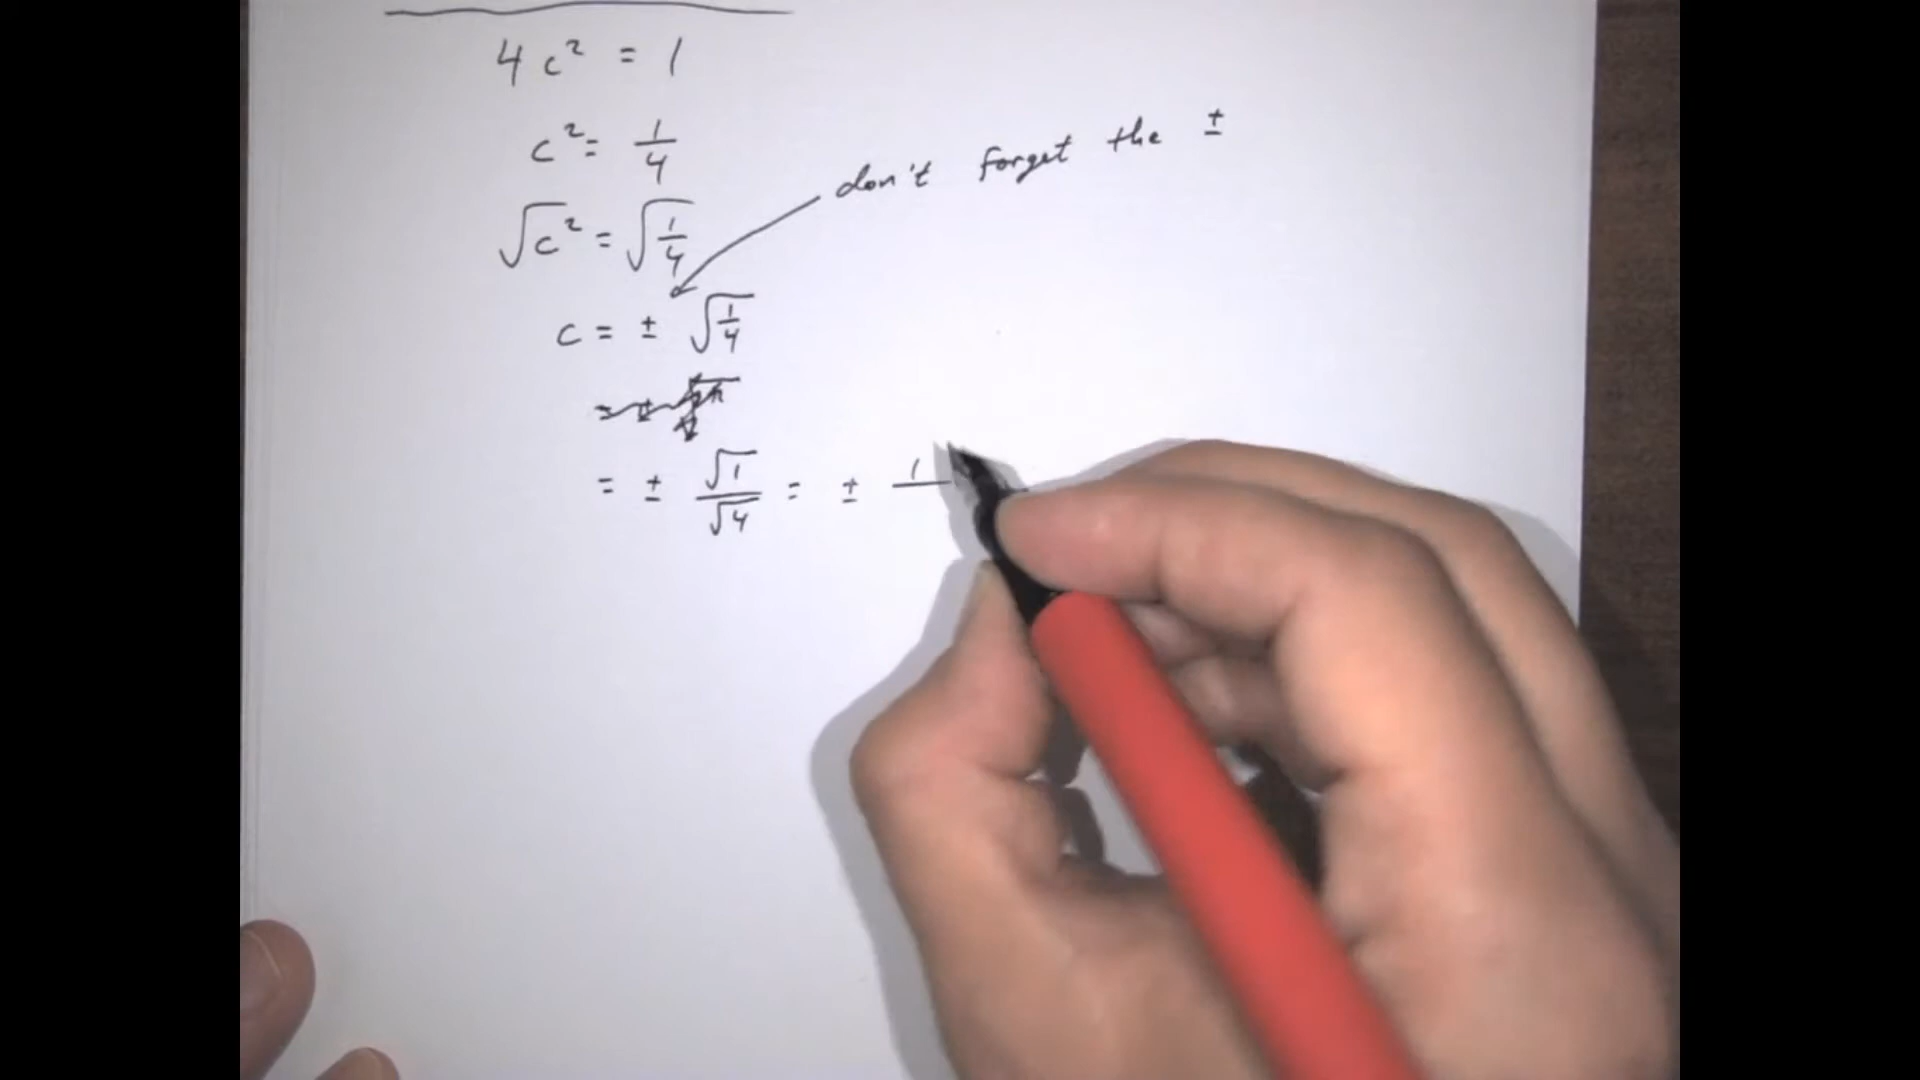 4c² = 1
c² = 1/4
don't forget the ±
√c² = √1/4
c = ± √1/4
= ± √1/√4 = ± 1